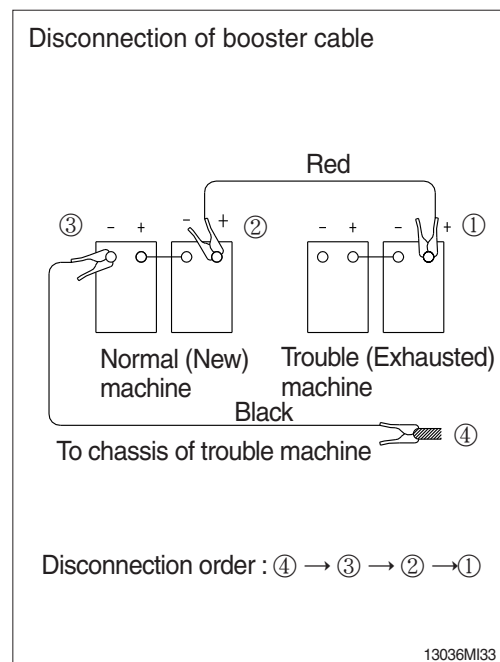 Disconnection of booster cable
Red
③ - + - + ② - + - + ①
Normal (New)
machine
Trouble (Exhausted)
machine
Black
To chassis of trouble machine ④
Disconnection order : ④ → ③ → ② →①
13036MI33